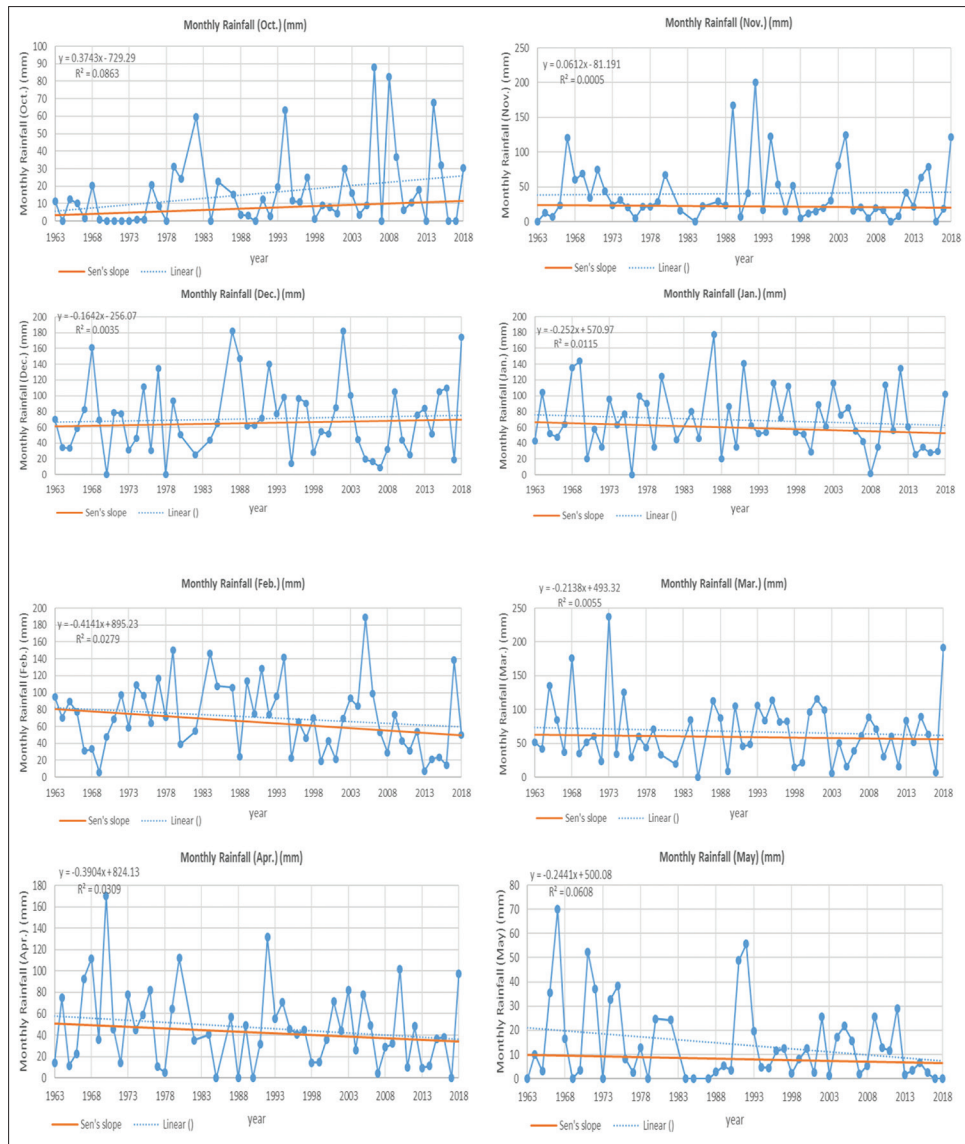 Monthly Rainfall (Oct.) (mm)
y = 0.3743x - 729.29
R² = 0.0863
Monthly Rainfall (Oct.) (mm)
100
90
80
70
60
50
40
30
20
10
0
1963 1968 1973 1978 1983 1988 1993 1998 2003 2008 2013 2018
year
Sen's slope Linear ()
Monthly Rainfall (Nov.) (mm)
y = 0.0612x - 81.191
R² = 0.0005
Monthly Rainfall (Nov.) (mm)
250
200
150
100
50
0
1963 1968 1973 1978 1983 1988 1993 1998 2003 2008 2013 2018
year
Sen's slope Linear ()
Monthly Rainfall (Dec.) (mm)
y = -0.1642x - 256.07
R² = 0.0035
Monthly Rainfall (Dec.) (mm)
200
180
160
140
120
100
80
60
40
20
0
1963 1968 1973 1978 1983 1988 1993 1998 2003 2008 2013 2018
year
Sen's slope Linear ()
Monthly Rainfall (Jan.) (mm)
y = -0.252x + 570.97
R² = 0.0115
Monthly Rainfall (Jan.) (mm)
200
180
160
140
120
100
80
60
40
20
0
1963 1968 1973 1978 1983 1988 1993 1998 2003 2008 2013 2018
year
Sen's slope Linear ()
Monthly Rainfall (Feb.) (mm)
y = -0.4141x + 895.23
R² = 0.0279
Monthly Rainfall (Feb.) (mm)
200
180
160
140
120
100
80
60
40
20
0
1963 1968 1973 1978 1983 1988 1993 1998 2003 2008 2013 2018
year
Sen's slope Linear ()
Monthly Rainfall (Mar.) (mm)
y = -0.2138x + 493.32
R² = 0.0055
Monthly Rainfall (Mar.) (mm)
250
200
150
100
50
0
1963 1968 1973 1978 1983 1988 1993 1998 2003 2008 2013 2018
year
Sen's slope Linear ()
Monthly Rainfall (Apr.) (mm)
y = -0.3904x + 824.13
R² = 0.0309
Monthly Rainfall (Apr.) (mm)
180
160
140
120
100
80
60
40
20
0
1963 1968 1973 1978 1983 1988 1993 1998 2003 2008 2013 2018
year
Sen's slope Linear ()
Monthly Rainfall (May) (mm)
y = -0.2441x + 500.08
R² = 0.0608
Monthly Rainfall (May) (mm)
80
70
60
50
40
30
20
10
0
1963 1968 1973 1978 1983 1988 1993 1998 2003 2008 2013 2018
year
Sen's slope Linear ()